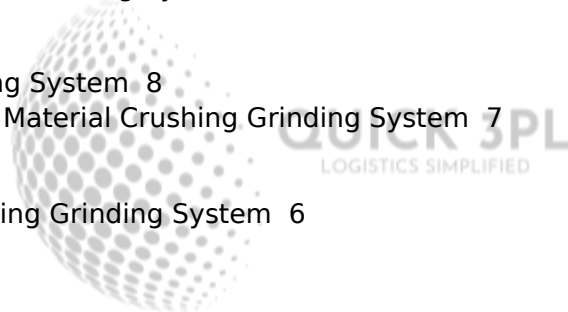 ng System 8
Material Crushing Grinding System 7
QUICK 3PL
LOGISTICS SIMPLIFIED
ing Grinding System 6